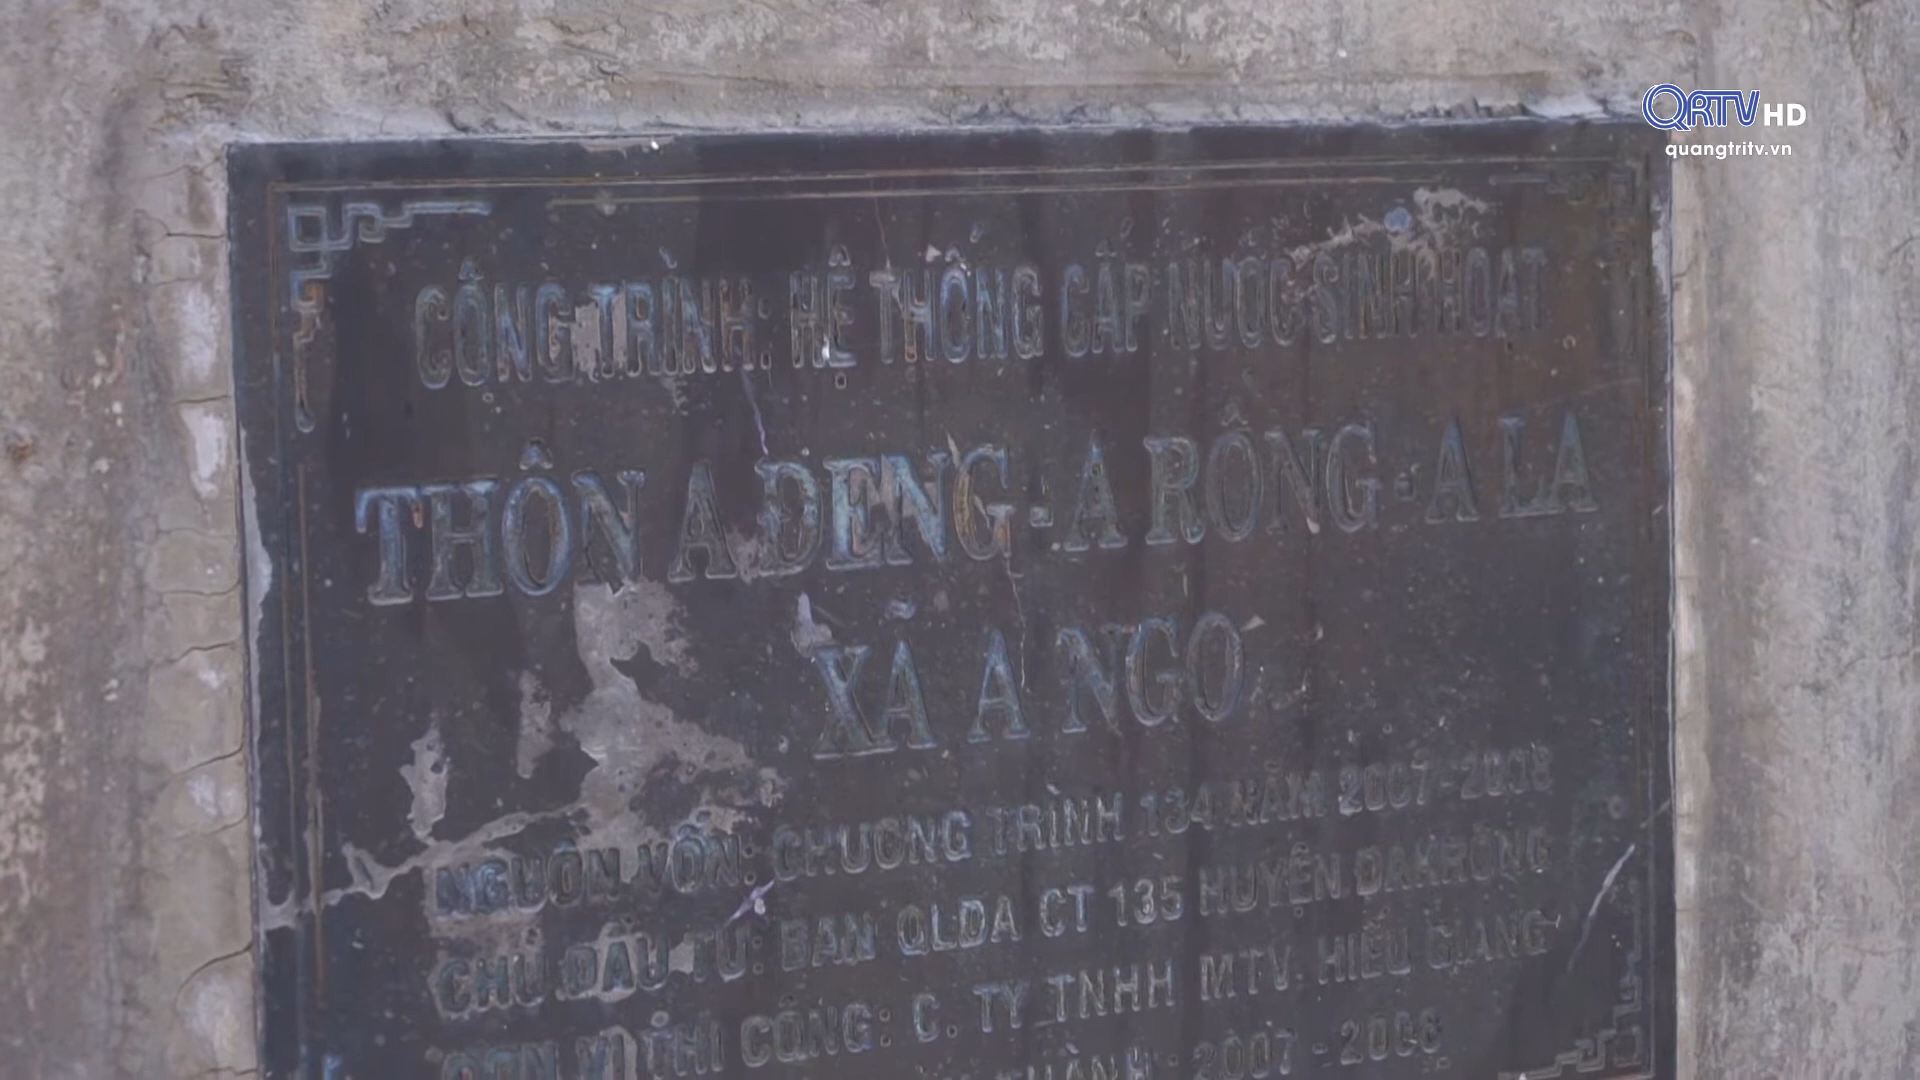 QRTV HD
quangtritv.vn
CÔNG TRÌNH: HỆ THỐNG CẤP NƯỚC SINH HOẠT
THÔN A ĐENG - A RỒNG - A LA
XÃ A NGO
NGUỒN VỐN: CHƯƠNG TRÌNH 134 NĂM 2007-2008
CHỦ ĐẦU TƯ: BAN QLDA CT 135 HUYỆN ĐAKRÔNG
ĐƠN VỊ THI CÔNG: C. TY TNHH MTV. HIẾU GIANG
THÀNH: 2007 - 2008